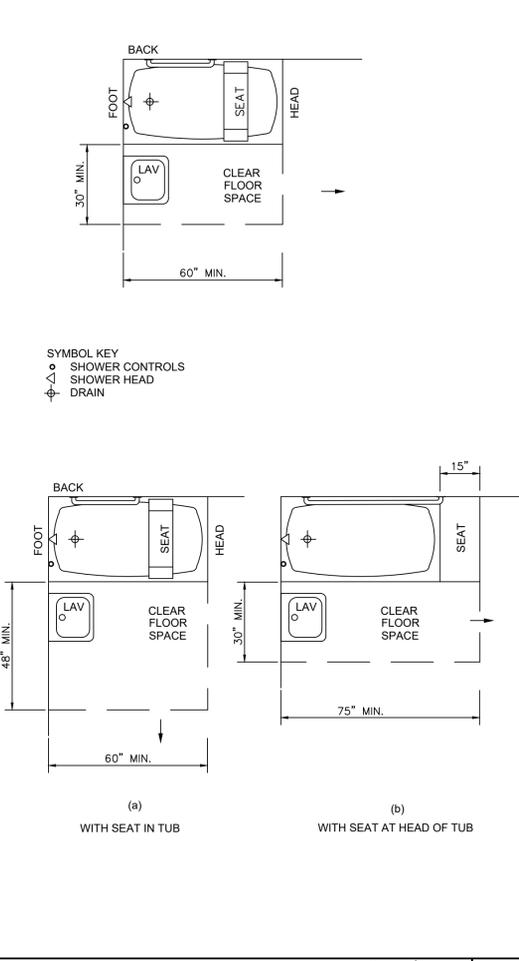 BACK
FOOT
SEAT
HEAD
30" MIN.
LAV
CLEAR
FLOOR
SPACE
60" MIN.
SYMBOL KEY
SHOWER CONTROLS
SHOWER HEAD
DRAIN
15"
BACK
FOOT
SEAT
HEAD
SEAT
48" MIN.
LAV
CLEAR
FLOOR
SPACE
30" MIN.
LAV
CLEAR
FLOOR
SPACE
60" MIN.
75" MIN.
(a)
WITH SEAT IN TUB
(b)
WITH SEAT AT HEAD OF TUB